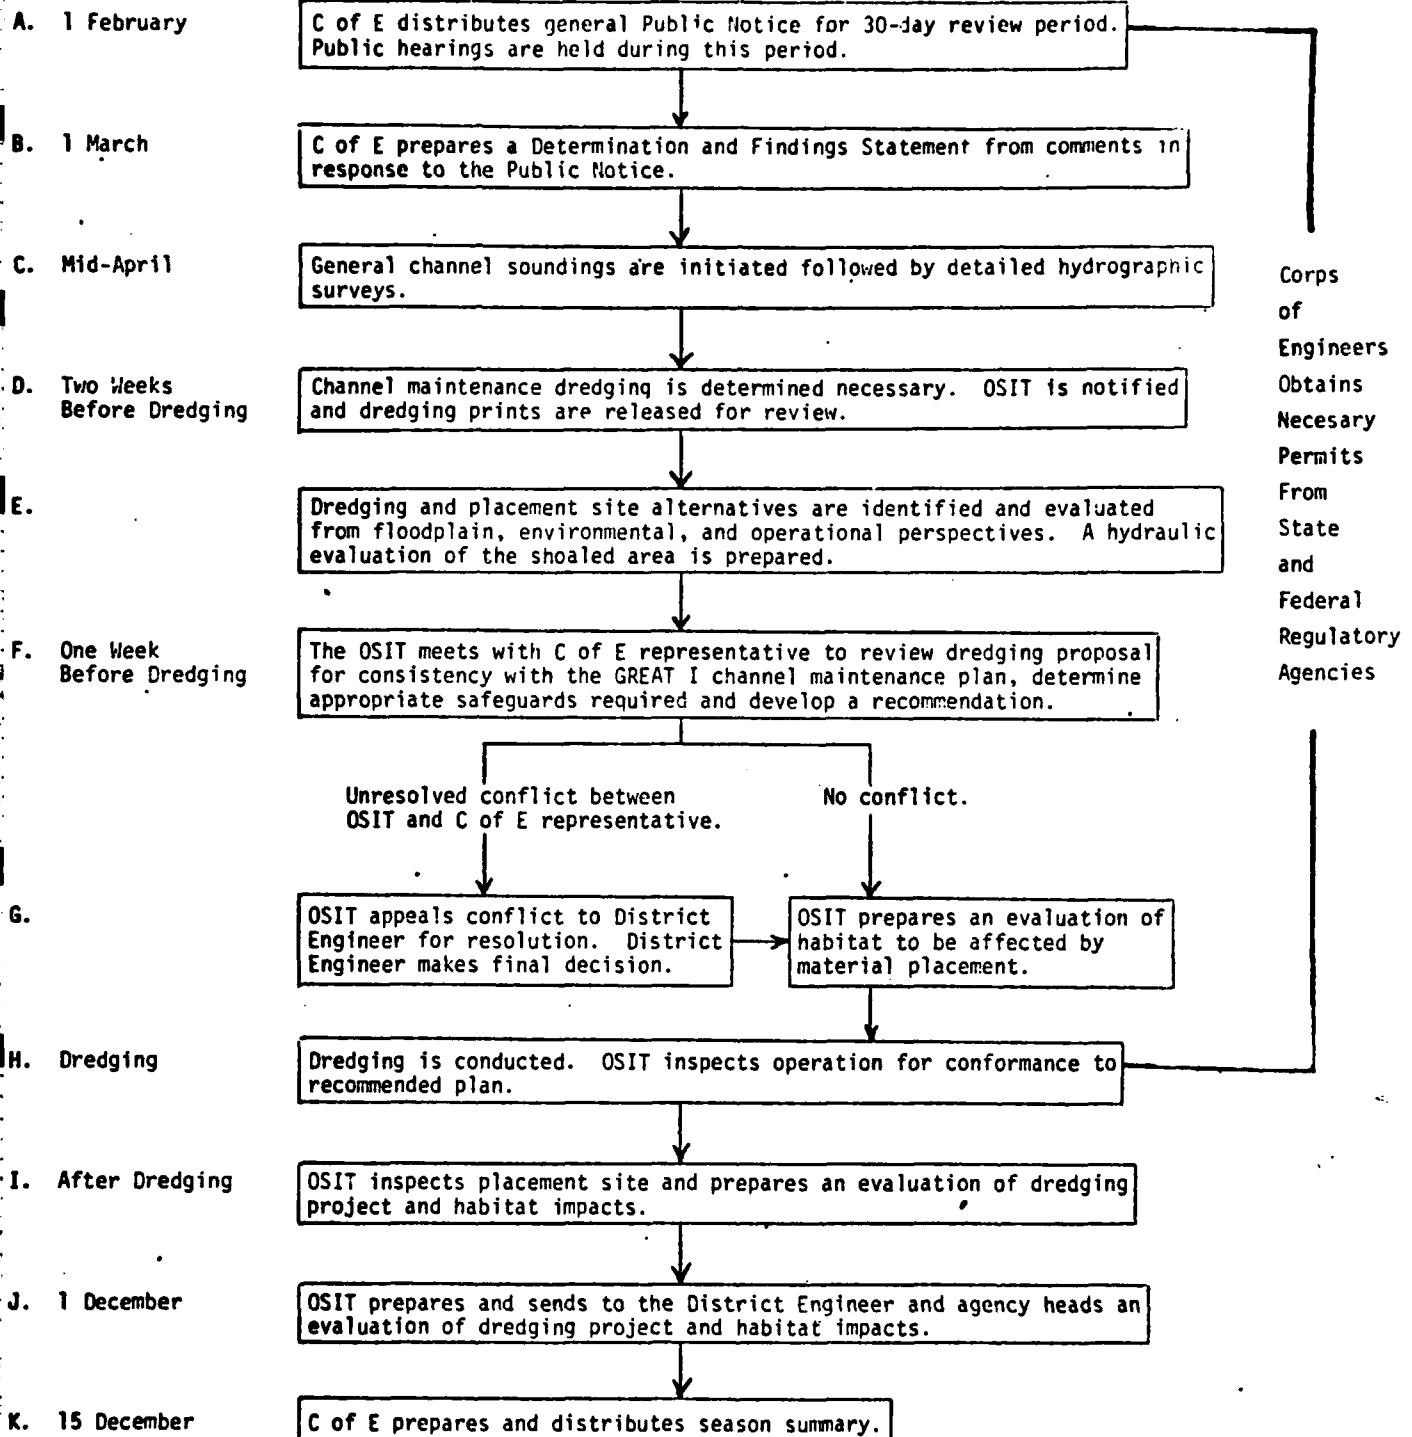 A. 1 February
C of E distributes general Public Notice for 30-day review period.
Public hearings are held during this period.
B. 1 March
C of E prepares a Determination and Findings Statement from comments in
response to the Public Notice.
C. Mid-April
General channel soundings are initiated followed by detailed hydrographic
surveys.
D. Two Weeks
Before Dredging
Channel maintenance dredging is determined necessary. OSIT is notified
and dredging prints are released for review.
E.
Dredging and placement site alternatives are identified and evaluated
from floodplain, environmental, and operational perspectives. A hydraulic
evaluation of the shoaled area is prepared.
F. One Week
Before Dredging
The OSIT meets with C of E representative to review dredging proposal
for consistency with the GREAT I channel maintenance plan, determine
appropriate safeguards required and develop a recommendation.
Unresolved conflict between
OSIT and C of E representative.
No conflict.
G.
OSIT appeals conflict to District
Engineer for resolution. District
Engineer makes final decision.
OSIT prepares an evaluation of
habitat to be affected by
material placement.
H. Dredging
Dredging is conducted. OSIT inspects operation for conformance to
recommended plan.
I. After Dredging
OSIT inspects placement site and prepares an evaluation of dredging
project and habitat impacts.
J. 1 December
OSIT prepares and sends to the District Engineer and agency heads an
evaluation of dredging project and habitat impacts.
K. 15 December
C of E prepares and distributes season summary.
Corps
of
Engineers
Obtains
Necesary
Permits
From
State
and
Federal
Regulatory
Agencies